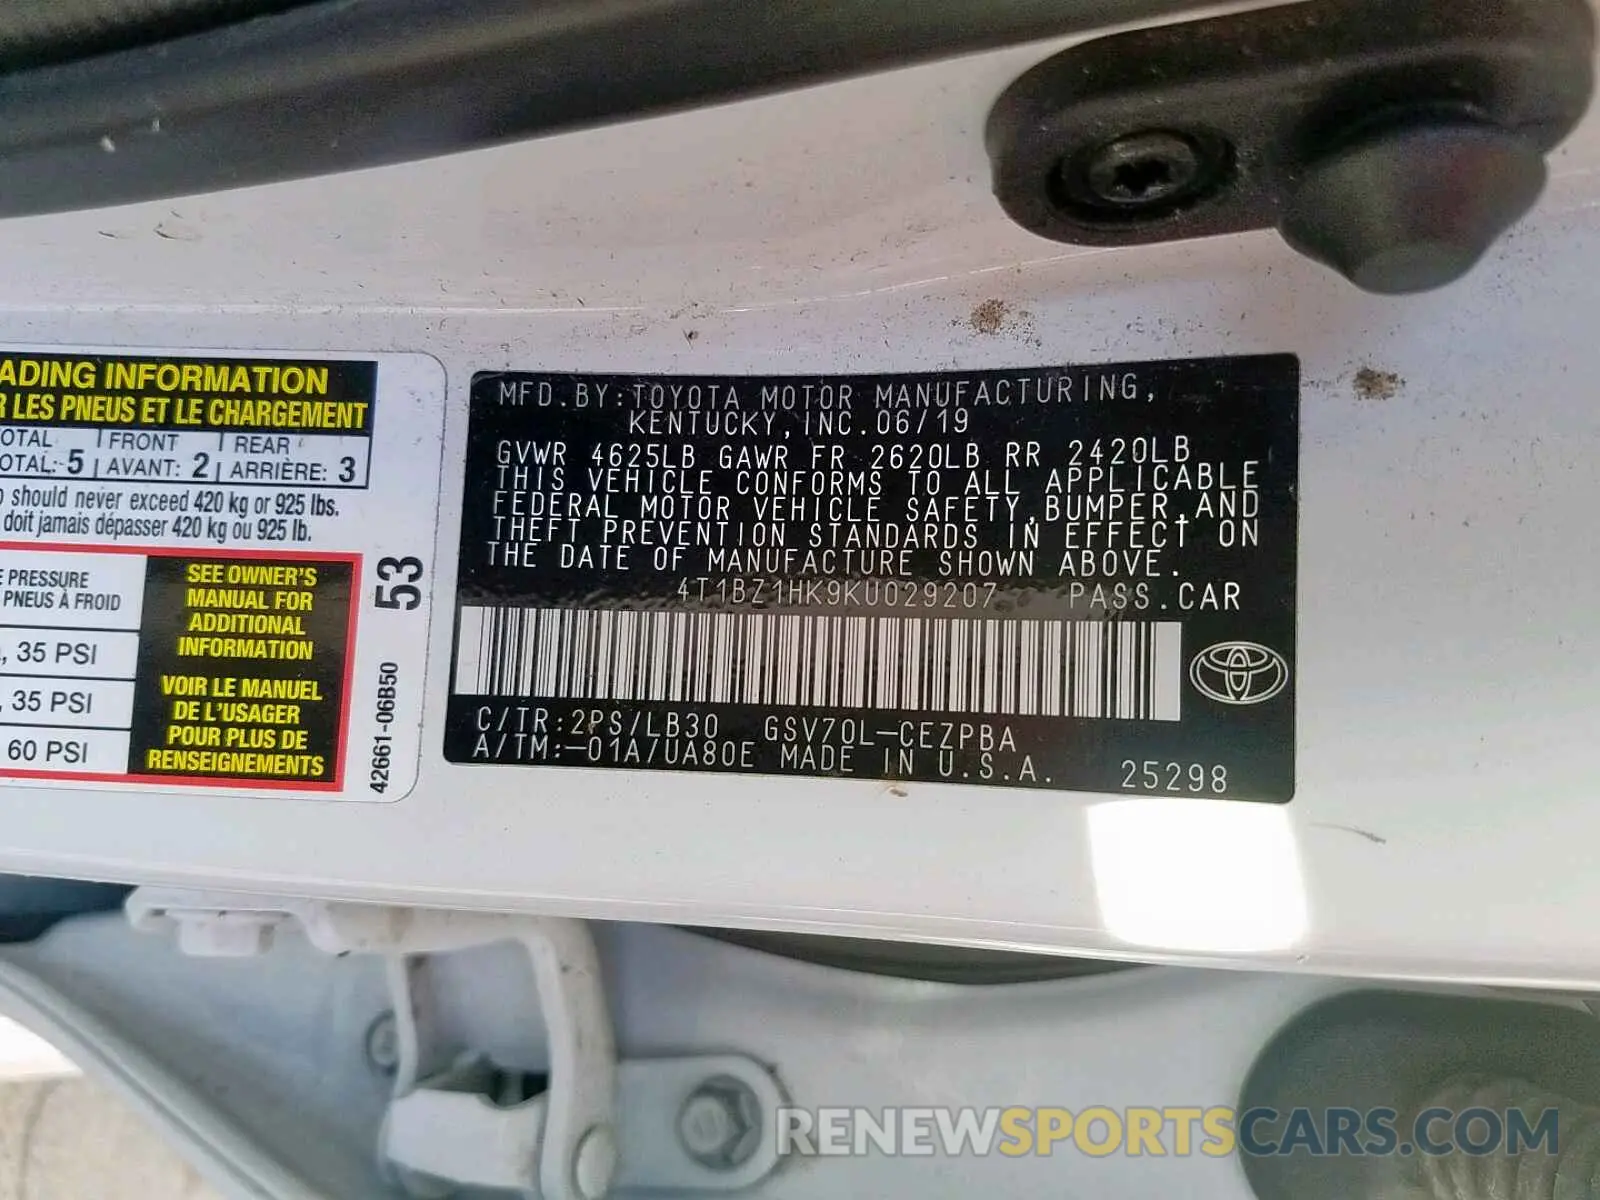 ADING INFORMATION
R LES PNEUS ET LE CHARGEMENT
OTAL FRONT REAR
OTAL: 5 AVANT: 2 ARRIÈRE: 3
should never exceed 420 kg or 925 lbs.
doit jamais dépasser 420 kg ou 925 lb.
E PRESSURE
PNEUS À FROID
, 35 PSI
, 35 PSI
60 PSI
SEE OWNER'S
MANUAL FOR
ADDITIONAL
INFORMATION
VOIR LE MANUEL
DE L'USAGER
POUR PLUS DE
RENSEIGNEMENTS
53
42661-06B50
MFD.BY:TOYOTA MOTOR MANUFACTURING,
KENTUCKY,INC.06/19
GVWR 4625LB GAWR FR 2620LB RR 2420LB
THIS VEHICLE CONFORMS TO ALL APPLICABLE
FEDERAL MOTOR VEHICLE SAFETY,BUMPER,AND
THEFT PREVENTION STANDARDS IN EFFECT ON
THE DATE OF MANUFACTURE SHOWN ABOVE.
4T1BZ1HK9KU029207 PASS.CAR
C/TR:2PS/LB30 GSV70L-CEZPBA
A/TM:-01A/UA80E MADE IN U.S.A.
25298
RENEWSPORTSCARS.COM